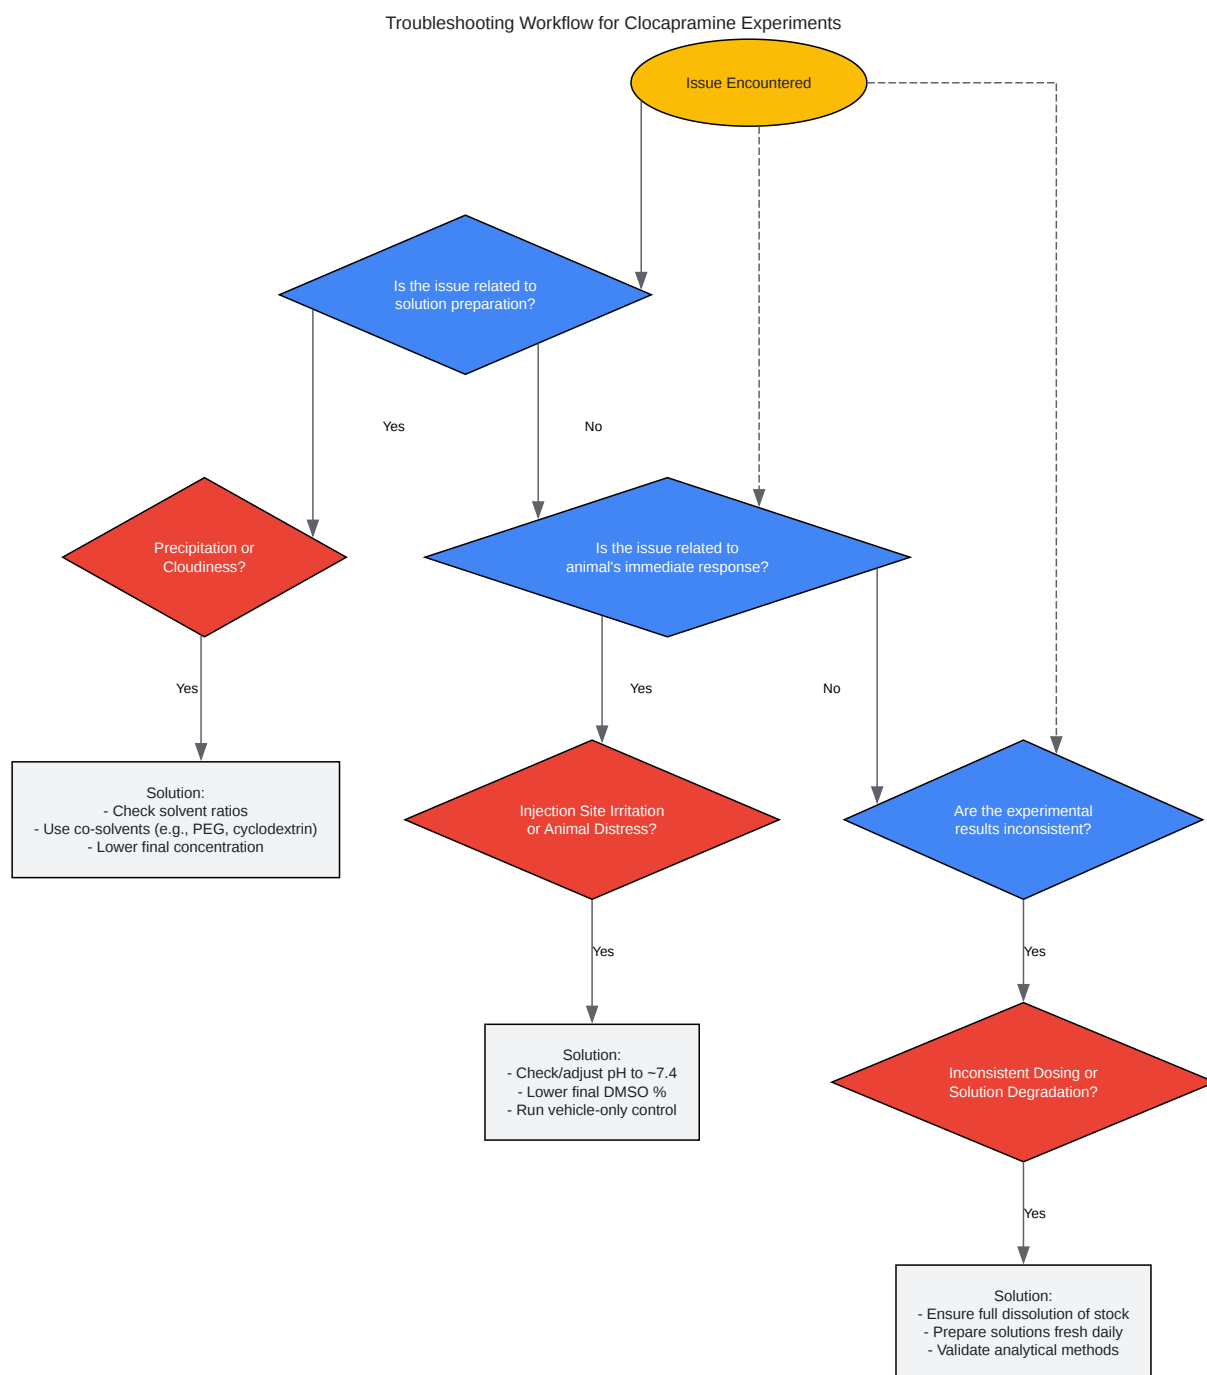 Troubleshooting Workflow for Clocapramine Experiments
Issue Encountered
Is the issue related to
solution preparation?
Yes
No
Precipitation or
Cloudiness?
Is the issue related to
animal's immediate response?
Yes
Yes
No
Solution:
- Check solvent ratios
- Use co-solvents (e.g., PEG, cyclodextrin)
- Lower final concentration
Injection Site Irritation
or Animal Distress?
Are the experimental
results inconsistent?
Yes
Yes
Solution:
- Check/adjust pH to ~7.4
- Lower final DMSO %
- Run vehicle-only control
Inconsistent Dosing or
Solution Degradation?
Yes
Solution:
- Ensure full dissolution of stock
- Prepare solutions fresh daily
- Validate analytical methods